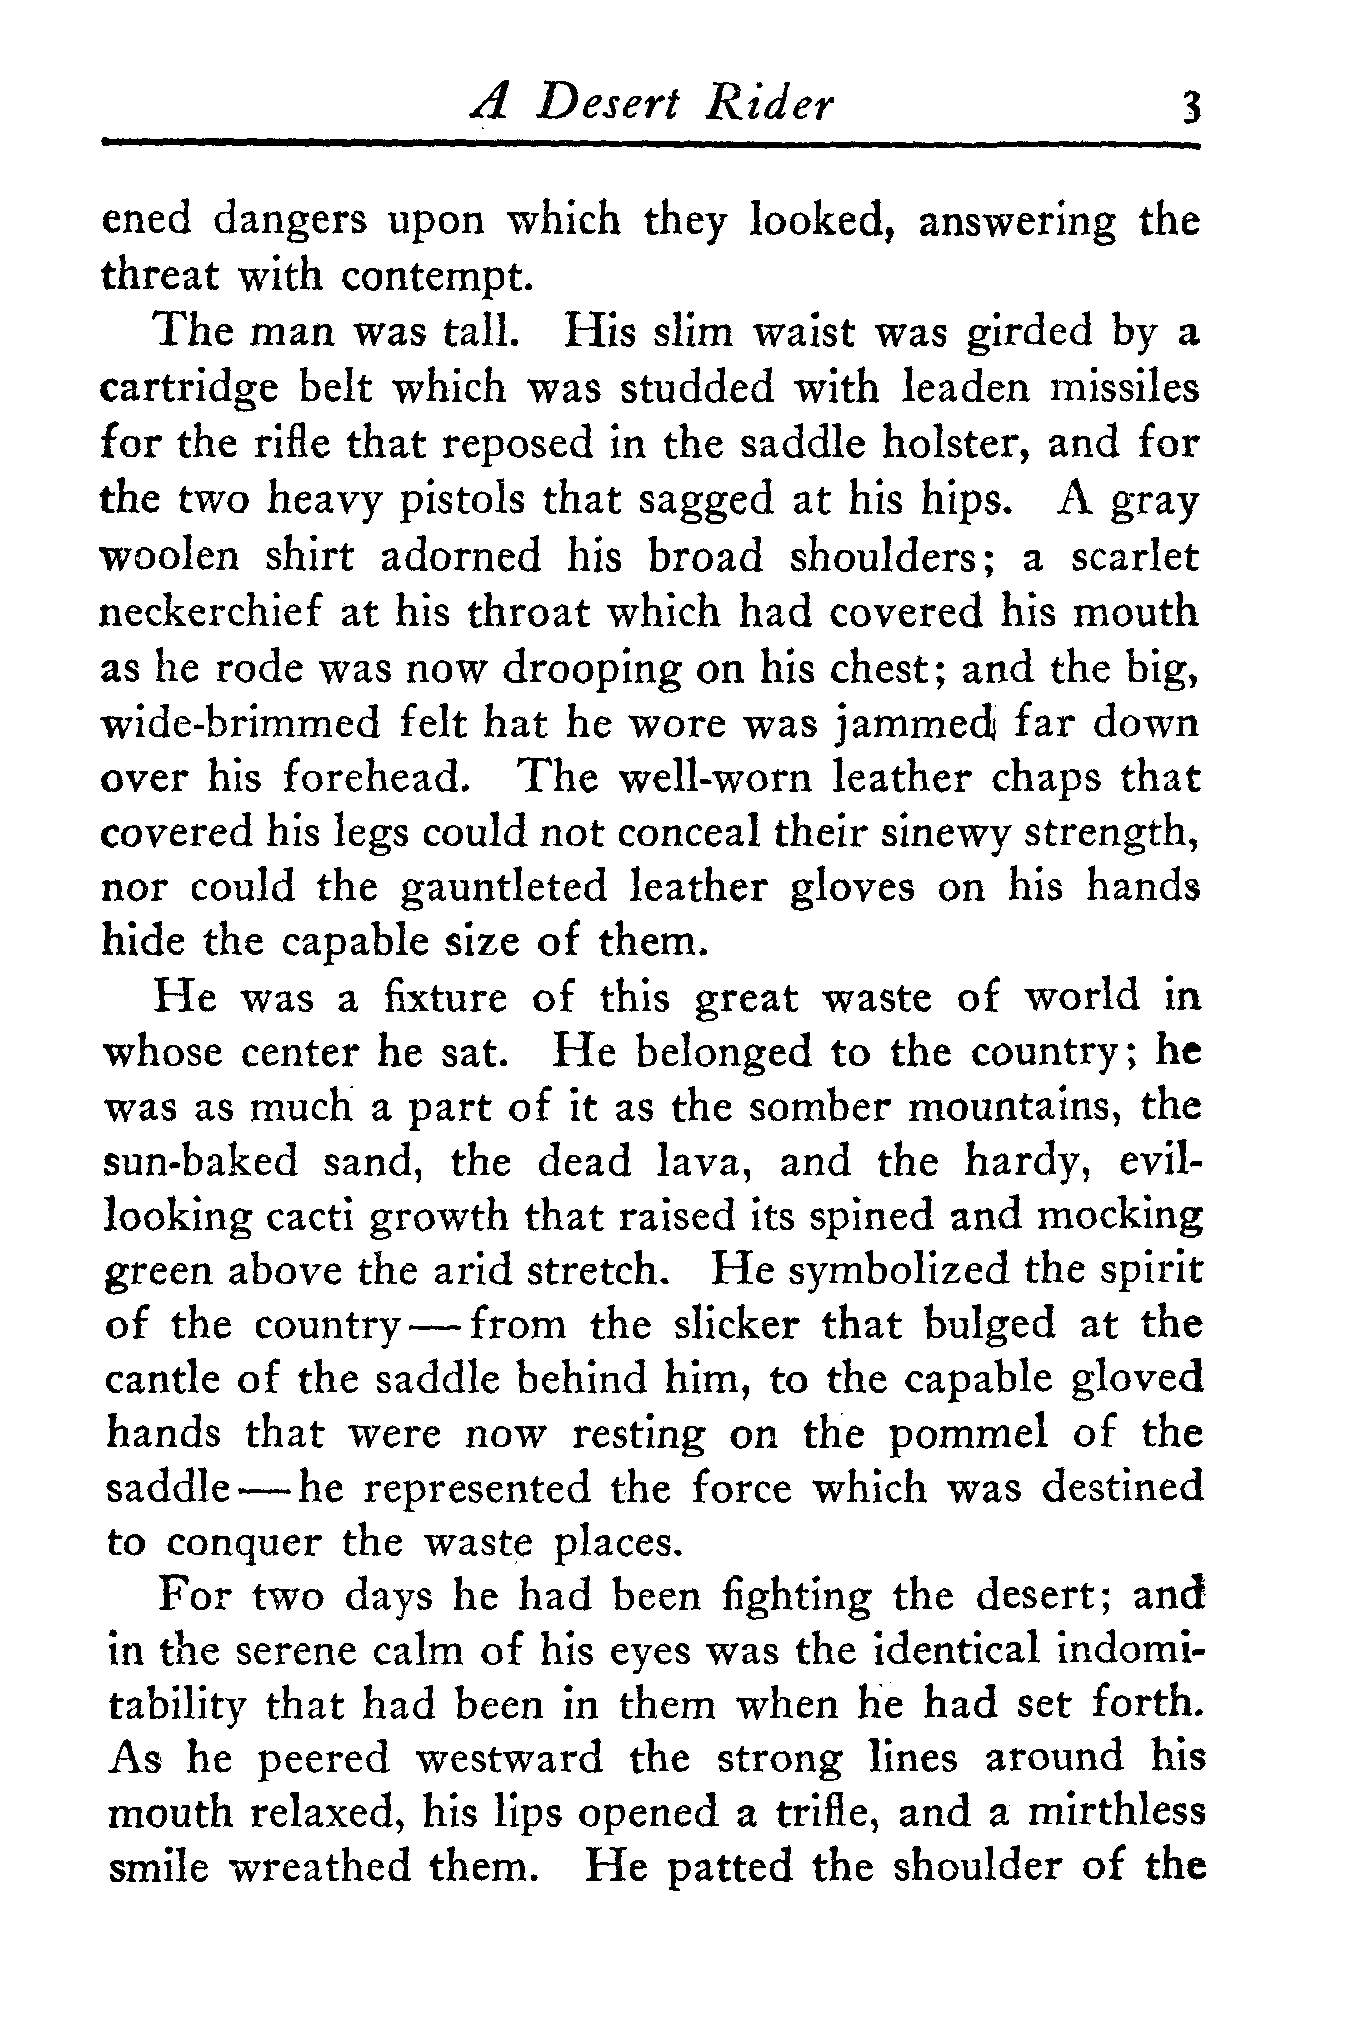 A Desert Rider 3
ened dangers upon which they looked, answering the
threat with contempt.
The man was tall. His slim waist was girded by a
cartridge belt which was studded with leaden missiles
for the rifle that reposed in the saddle holster, and for
the two heavy pistols that sagged at his hips. A gray
woolen shirt adorned his broad shoulders; a scarlet
neckerchief at his throat which had covered his mouth
as he rode was now drooping on his chest; and the big,
wide-brimmed felt hat he wore was jammed far down
over his forehead. The well-worn leather chaps that
covered his legs could not conceal their sinewy strength,
nor could the gauntleted leather gloves on his hands
hide the capable size of them.
He was a fixture of this great waste of world in
whose center he sat. He belonged to the country; he
was as much a part of it as the somber mountains, the
sun-baked sand, the dead lava, and the hardy, evil-
looking cacti growth that raised its spined and mocking
green above the arid stretch. He symbolized the spirit
of the country—from the slicker that bulged at the
cantle of the saddle behind him, to the capable gloved
hands that were now resting on the pommel of the
saddle—he represented the force which was destined
to conquer the waste places.
For two days he had been fighting the desert; and
in the serene calm of his eyes was the identical indomi-
tability that had been in them when he had set forth.
As he peered westward the strong lines around his
mouth relaxed, his lips opened a trifle, and a mirthless
smile wreathed them. He patted the shoulder of the